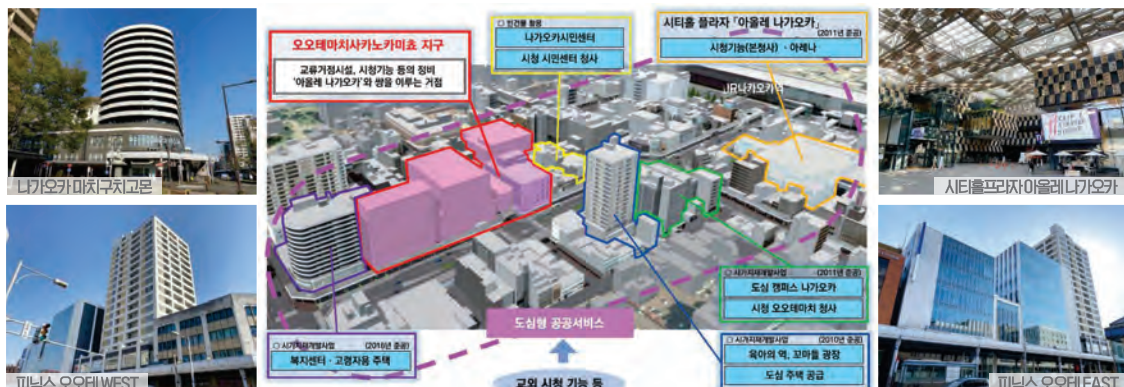 오오테마치사카노카미쵸 지구
교류거점시설, 시청기능 등의 정비
'아올레 나가오카'와 쌍을 이루는 거점
○ 민간건물 활용
나가오카시민센터
시청 시민센터 청사
시티홀 플라자 「아올레 나가오카」
(2011년 준공)
시청기능(본청사) · 아레나
JR나가오카역
나가오카 마치구치고몬
시티홀프라자 아올레 나가오카
○ 시가지재개발사업 (2011년 준공)
도심 캠퍼스 나가오카
시청 오오테마치 청사
도심형 공공서비스
○ 시가지재개발사업 (2016년 준공)
복지센터 · 고령자용 주택
○ 시가지재개발사업 (2010년 준공)
육아의 역, 꼬마들 광장
도심 주택 공급
교외 시청 기능 등
피닉스 오오테 WEST
피닉스 오오테 EAST